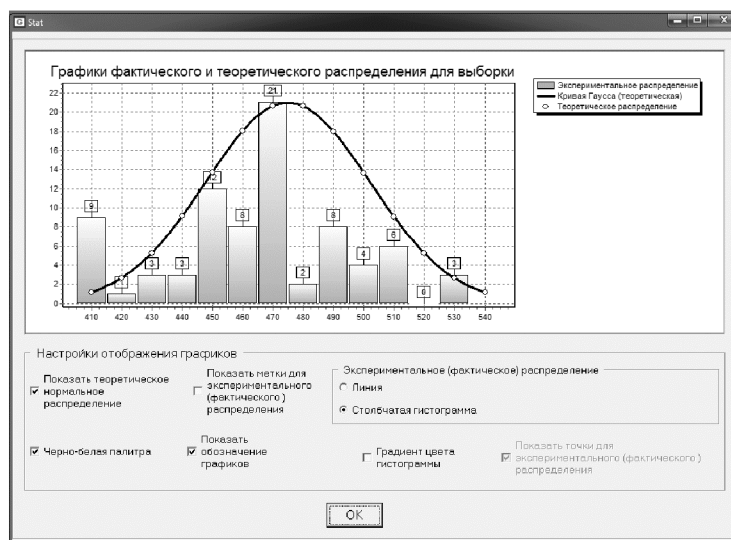 Stat
Графики фактического и теоретического распределения для выборки
Экспериментальное распределение
Кривая Гаусса (теоретическая)
Теоретическое распределение
22
20
18
16
14
12
10
8
6
4
2
0
9
1
3
3
12
8
21
2
8
4
6
0
3
410 420 430 440 450 460 470 480 490 500 510 520 530 540
Настройки отображения графиков
Показать теоретическое
нормальное
распределение
Показать метки для
экспериментального
(фактического)
распределения
Экспериментальное (фактическое) распределение
Линия
Столбчатая гистограмма
Черно-белая палитра
Показать
обозначение
графиков
Градиент цвета
гистограммы
Показать точки для
экспериментального (фактического)
распределения
OK